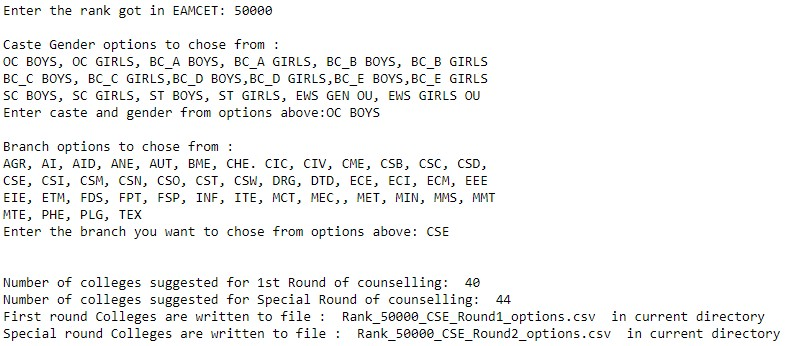 Enter the rank got in EAMCET: 50000
Caste Gender options to chose from :
OC BOYS, OC GIRLS, BC_A BOYS, BC_A GIRLS, BC_B BOYS, BC_B GIRLS
BC_C BOYS, BC_C GIRLS,BC_D BOYS,BC_D GIRLS,BC_E BOYS,BC_E GIRLS
SC BOYS, SC GIRLS, ST BOYS, ST GIRLS, EWS GEN OU, EWS GIRLS OU
Enter caste and gender from options above:OC BOYS
Branch options to chose from :
AGR, AI, AID, ANE, AUT, BME, CHE. CIC, CIV, CME, CSB, CSC, CSD,
CSE, CSI, CSM, CSN, CSO, CST, CSW, DRG, DTD, ECE, ECI, ECM, EEE
EIE, ETM, FDS, FPT, FSP, INF, ITE, MCT, MEC,, MET, MIN, MMS, MMT
MTE, PHE, PLG, TEX
Enter the branch you want to chose from options above: CSE
Number of colleges suggested for 1st Round of counselling:  40
Number of colleges suggested for Special Round of counselling:  44
First round Colleges are written to file :  Rank_50000_CSE_Round1_options.csv  in current directory
Special round Colleges are written to file :  Rank_50000_CSE_Round2_options.csv  in current directory